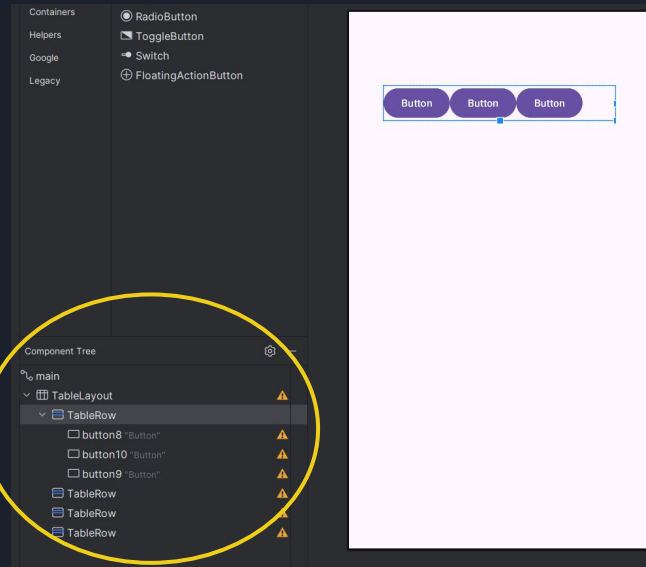 Containers
Helpers
Google
Legacy
RadioButton
ToggleButton
Switch
FloatingActionButton
Button Button Button
Component Tree
main
TableLayout
TableRow
button8 "Button"
button10 "Button"
button9 "Button"
TableRow
TableRow
TableRow